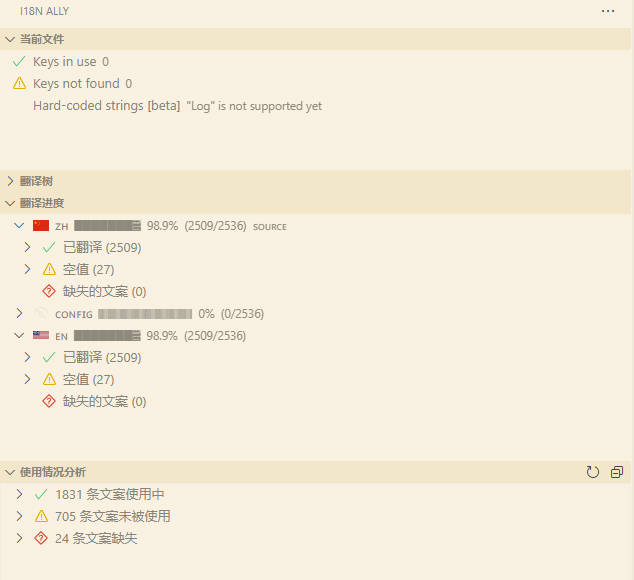 I18N ALLY
当前文件
Keys in use 0
Keys not found 0
Hard-coded strings [beta] "Log" is not supported yet
翻译树
翻译进度
ZH 98.9% (2509/2536) SOURCE
已翻译 (2509)
空值 (27)
缺失的文案 (0)
CONFIG 0% (0/2536)
EN 98.9% (2509/2536)
已翻译 (2509)
空值 (27)
缺失的文案 (0)
使用情况分析
1831 条文案使用中
705 条文案未被使用
24 条文案缺失